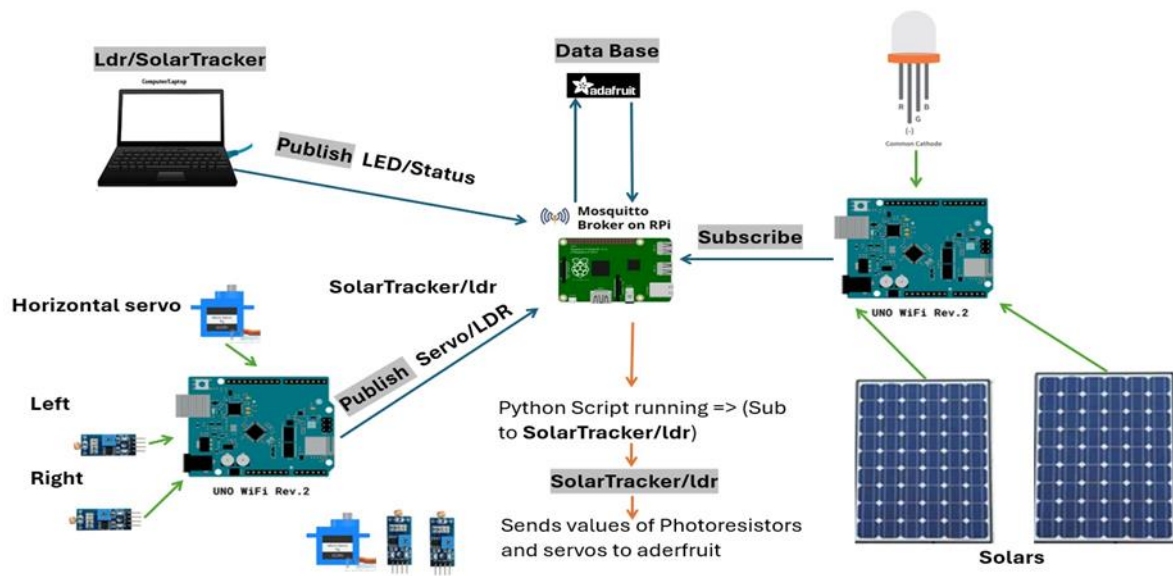 Ldr/SolarTracker
Computer/Laptop
Data Base
adafruit
R
B
G
(-)
Common Cathode
Publish LED/Status
Mosquitto
Broker on RPi
Subscribe
UNO WiFi Rev.2
SolarTracker/ldr
Horizontal servo
Publish Servo/LDR
Left
Right
UNO WiFi Rev.2
Python Script running => (Sub
to SolarTracker/ldr)
SolarTracker/ldr
Sends values of Photoresistors
and servos to aderfruit
Solars